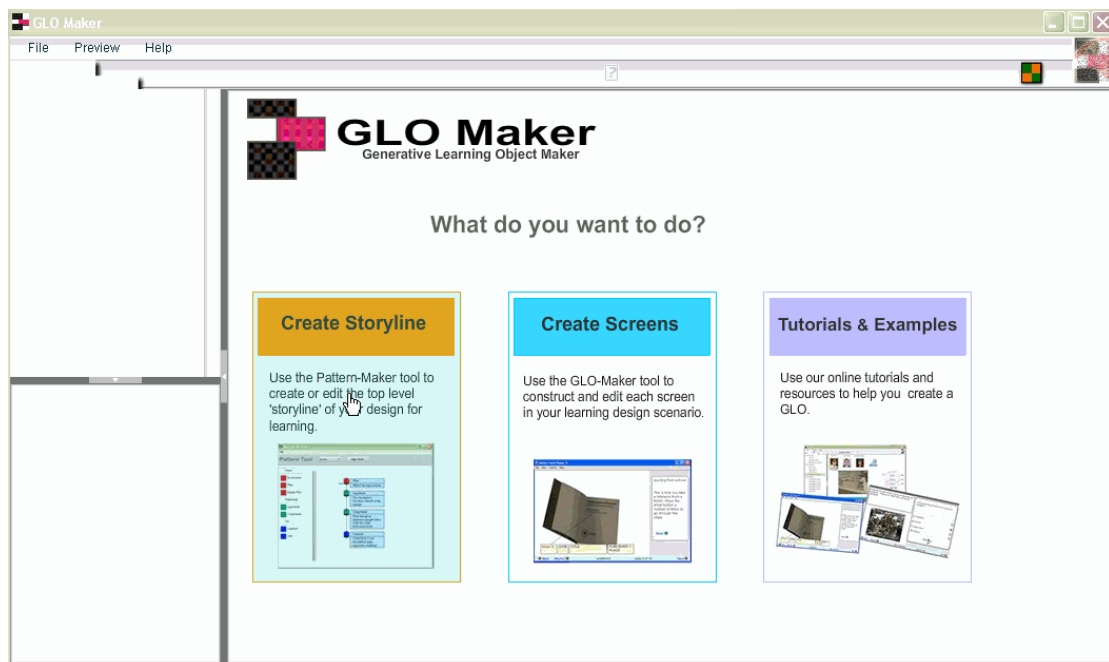 GLO Maker
File Preview Help
?
GLO Maker
Generative Learning Object Maker
What do you want to do?
Create Storyline
Use the Pattern-Maker tool to
create or edit the top level
'storyline' of your design for
learning.
Pattern Tool
Create Screens
Use the GLO-Maker tool to
construct and edit each screen
in your learning design scenario.
Tutorials & Examples
Use our online tutorials and
resources to help you create a
GLO.